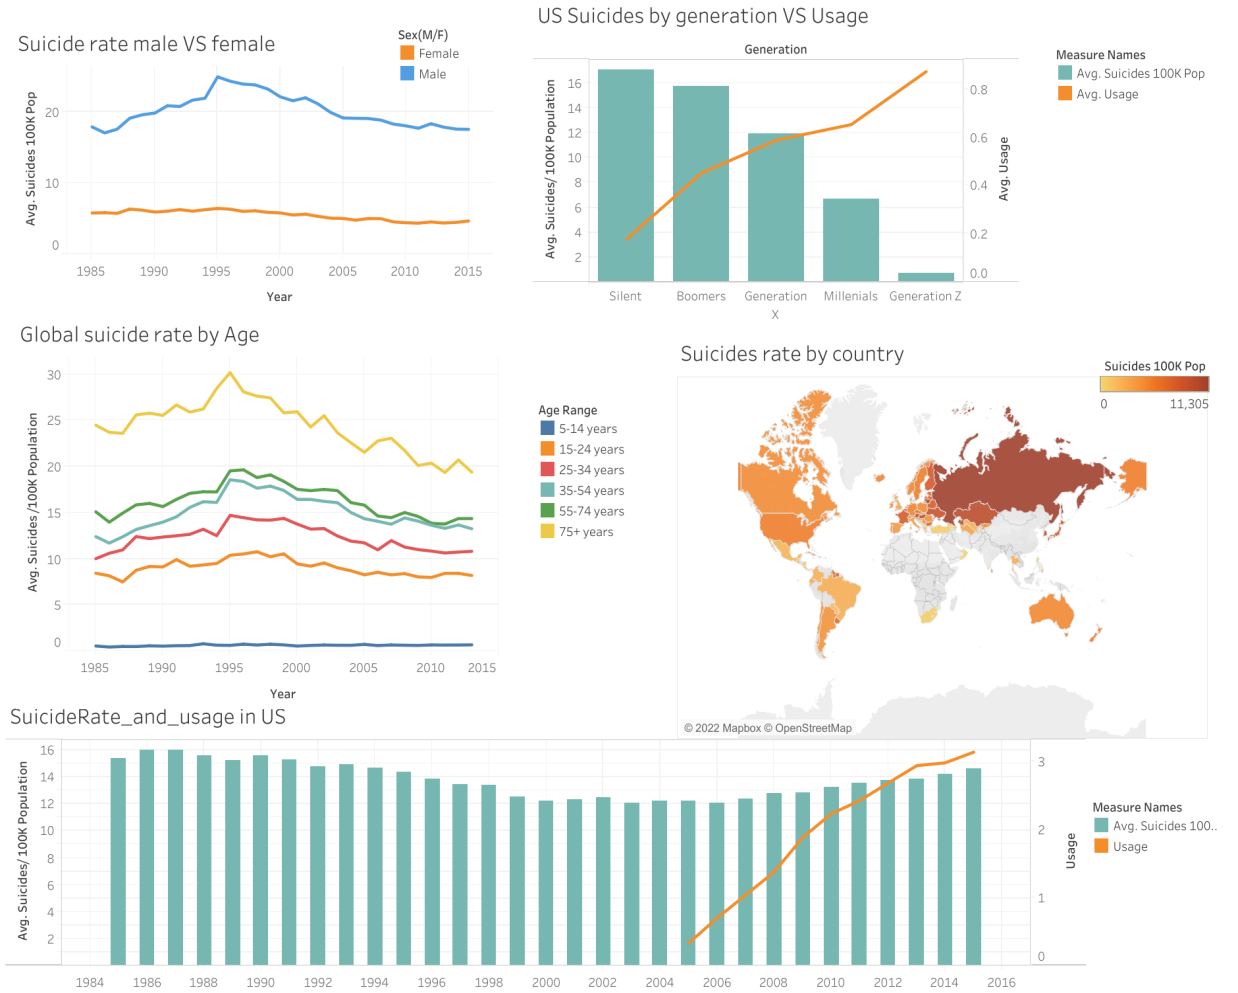 Suicide rate male VS female
Sex(M/F)
Female
Male
Avg. Suicides 100K Pop
20
10
0
1985 1990 1995 2000 2005 2010 2015
Year
US Suicides by generation VS Usage
Generation
Avg. Suicides/ 100K Population
16
14
12
10
8
6
4
2
0.8
0.6
0.4
0.2
0.0
Avg. Usage
Silent Boomers Generation X Millenials Generation Z
Measure Names
Avg. Suicides 100K Pop
Avg. Usage
Global suicide rate by Age
Avg. Suicides /100K Population
30
25
20
15
10
5
0
1985 1990 1995 2000 2005 2010 2015
Year
Age Range
5-14 years
15-24 years
25-34 years
35-54 years
55-74 years
75+ years
Suicides rate by country
Suicides 100K Pop
0 11,305
© 2022 Mapbox © OpenStreetMap
SuicideRate_and_usage in US
Avg. Suicides/ 100K Population
16
14
12
10
8
6
4
2
3
2
1
0
Usage
1984 1986 1988 1990 1992 1994 1996 1998 2000 2002 2004 2006 2008 2010 2012 2014 2016
Measure Names
Avg. Suicides 100..
Usage